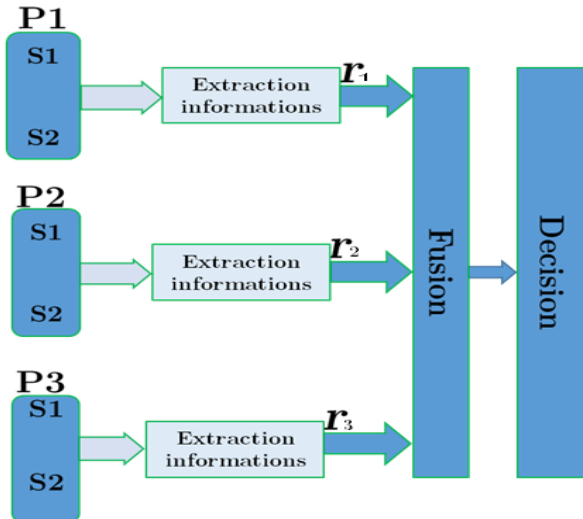 P1
S1
S2
Extraction
informations
r1
P2
S1
S2
Extraction
informations
r2
P3
S1
S2
Extraction
informations
r3
Fusion
Decision